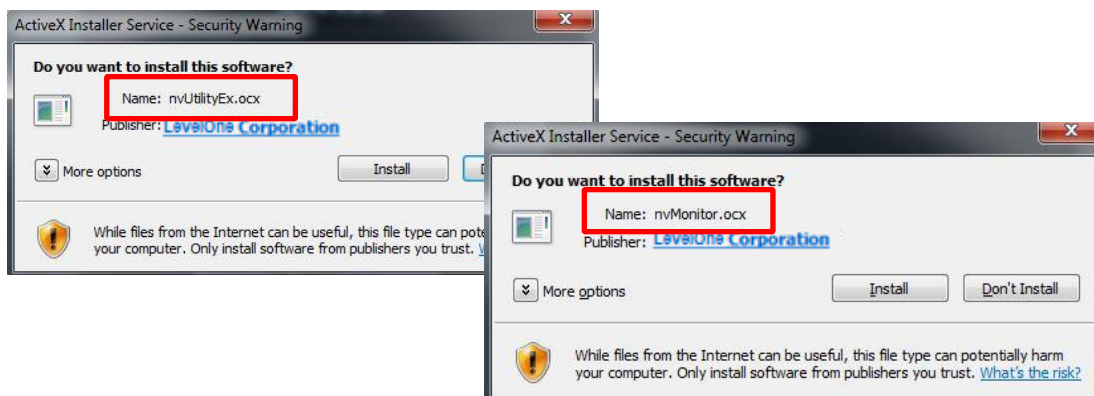 ActiveX Installer Service - Security Warning
Do you want to install this software?
Name: nvUtilityEx.ocx
Publisher: LevelOne Corporation
More options
Install
While files from the Internet can be useful, this file type can pote
your computer. Only install software from publishers you trust.
ActiveX Installer Service - Security Warning
Do you want to install this software?
Name: nvMonitor.ocx
Publisher: LevelOne Corporation
More options
Install
Don't Install
While files from the Internet can be useful, this file type can potentially harm
your computer. Only install software from publishers you trust. What's the risk?